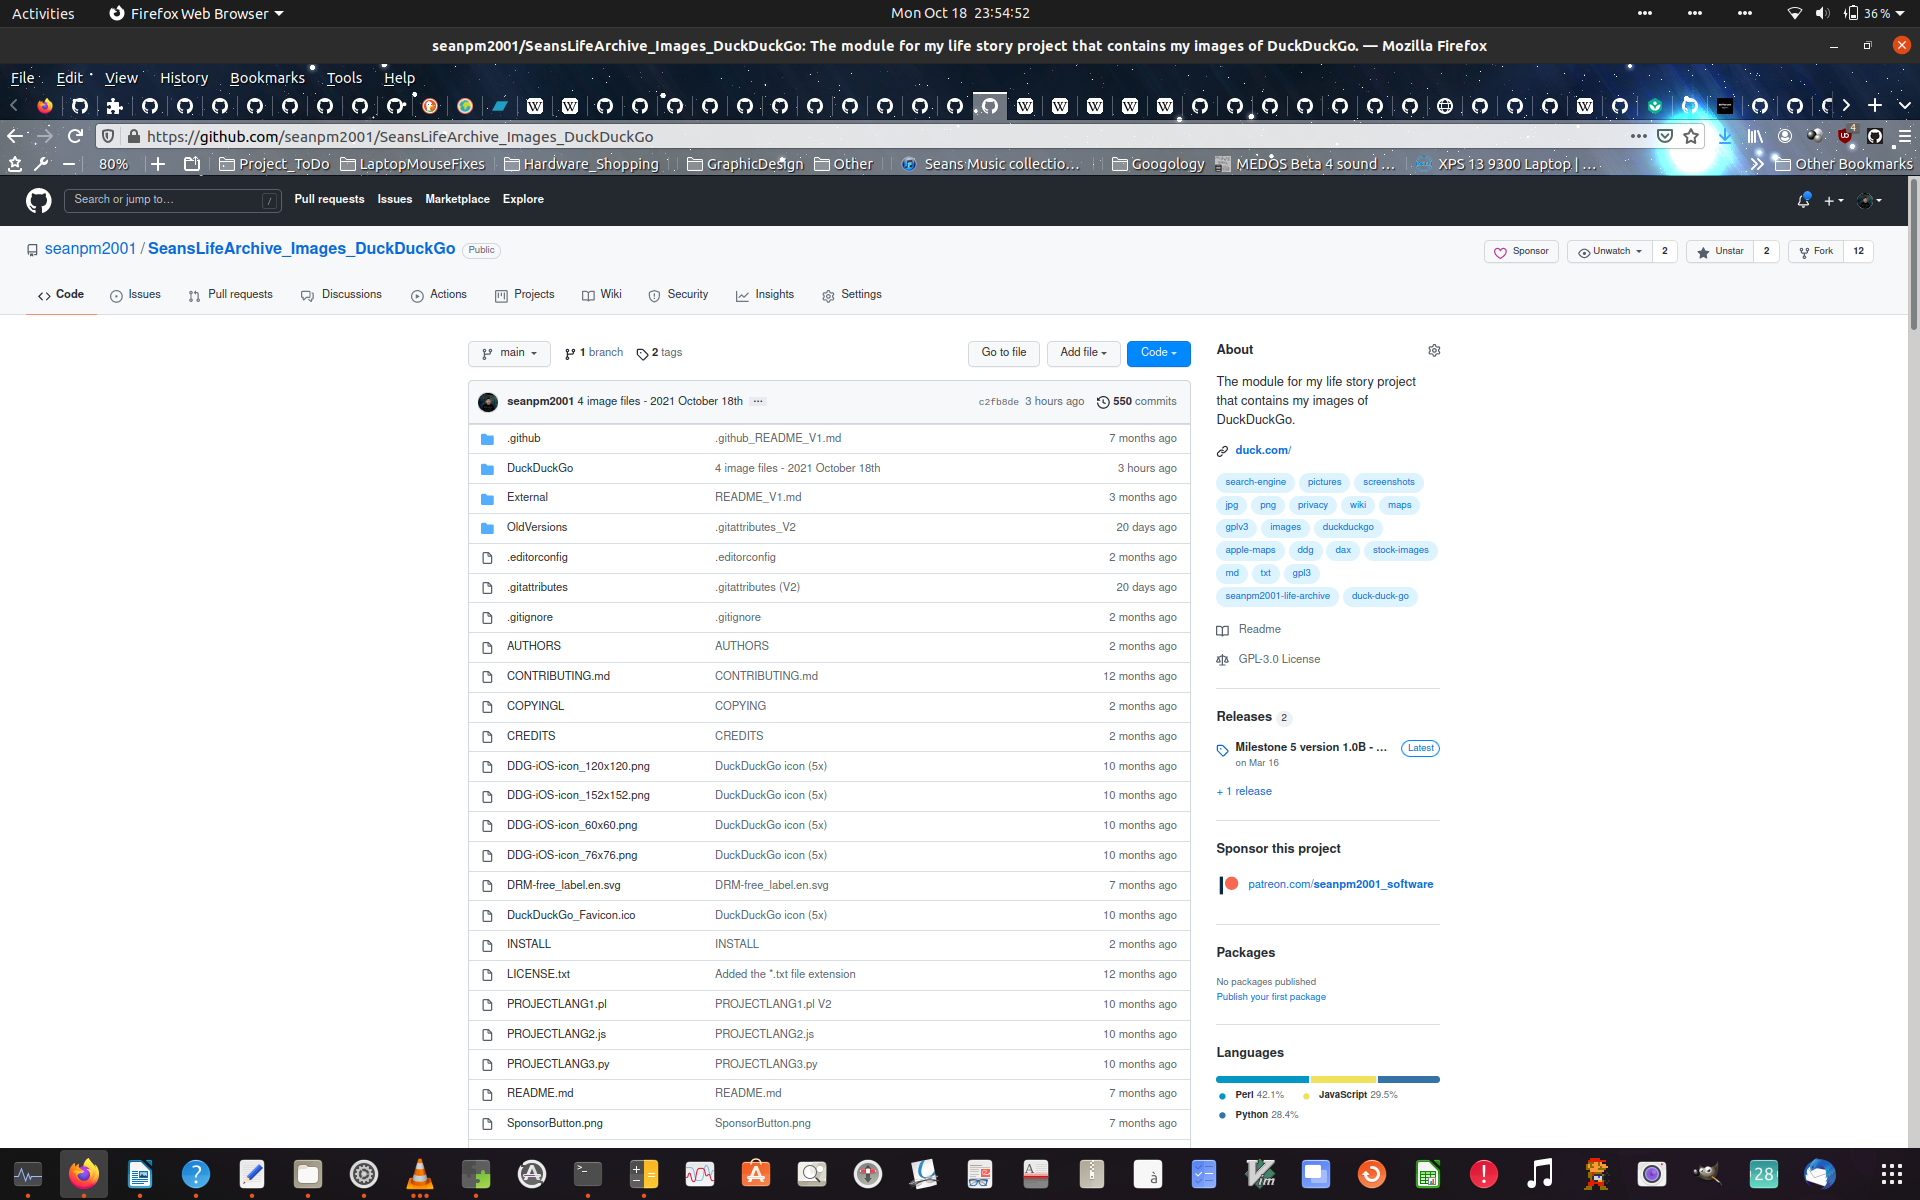 Activities Firefox Web Browser Mon Oct 18 23:54:52 36 %
seanpm2001/SeansLifeArchive_Images_DuckDuckGo: The module for my life story project that contains my images of DuckDuckGo. — Mozilla Firefox
File Edit View History Bookmarks Tools Help
https://github.com/seanpm2001/SeansLifeArchive_Images_DuckDuckGo
80% Project_ToDo LaptopMouseFixes Hardware_Shopping GraphicDesign Other Seans Music collectio… Googology MEDOS Beta 4 sound … XPS 13 9300 Laptop | … Other Bookmarks
Search or jump to… / Pull requests Issues Marketplace Explore
seanpm2001 / SeansLifeArchive_Images_DuckDuckGo Public Sponsor Unwatch 2 Unstar 2 Fork 12
Code Issues Pull requests Discussions Actions Projects Wiki Security Insights Settings
main 1 branch 2 tags Go to file Add file Code
seanpm2001 4 image files - 2021 October 18th … c2fb8de 3 hours ago 550 commits
.github .github_README_V1.md 7 months ago
DuckDuckGo 4 image files - 2021 October 18th 3 hours ago
External README_V1.md 3 months ago
OldVersions .gitattributes_V2 20 days ago
.editorconfig .editorconfig 2 months ago
.gitattributes .gitattributes (V2) 20 days ago
.gitignore .gitignore 2 months ago
AUTHORS AUTHORS 2 months ago
CONTRIBUTING.md CONTRIBUTING.md 12 months ago
COPYINGL COPYING 2 months ago
CREDITS CREDITS 2 months ago
DDG-iOS-icon_120x120.png DuckDuckGo icon (5x) 10 months ago
DDG-iOS-icon_152x152.png DuckDuckGo icon (5x) 10 months ago
DDG-iOS-icon_60x60.png DuckDuckGo icon (5x) 10 months ago
DDG-iOS-icon_76x76.png DuckDuckGo icon (5x) 10 months ago
DRM-free_label.en.svg DRM-free_label.en.svg 7 months ago
DuckDuckGo_Favicon.ico DuckDuckGo icon (5x) 10 months ago
INSTALL INSTALL 2 months ago
LICENSE.txt Added the *.txt file extension 12 months ago
PROJECTLANG1.pl PROJECTLANG1.pl V2 10 months ago
PROJECTLANG2.js PROJECTLANG2.js 10 months ago
PROJECTLANG3.py PROJECTLANG3.py 10 months ago
README.md README.md 7 months ago
SponsorButton.png SponsorButton.png 7 months ago
About
The module for my life story project
that contains my images of
DuckDuckGo.
duck.com/
search-engine pictures screenshots
jpg png privacy wiki maps
gplv3 images duckduckgo
apple-maps ddg dax stock-images
md txt gpl3
seanpm2001-life-archive duck-duck-go
Readme
GPL-3.0 License
Releases 2
Milestone 5 version 1.0B - … Latest
on Mar 16
+ 1 release
Sponsor this project
patreon.com/seanpm2001_software
Packages
No packages published
Publish your first package
Languages
Perl 42.1% JavaScript 29.5%
Python 28.4%
28